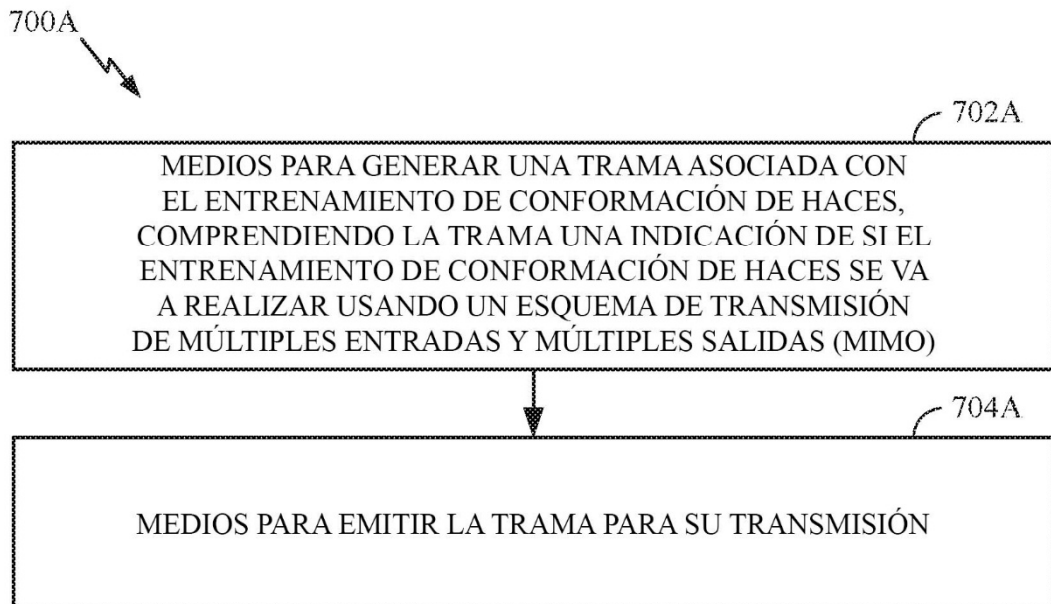 700A
702A
MEDIOS PARA GENERAR UNA TRAMA ASOCIADA CON
EL ENTRENAMIENTO DE CONFORMACIÓN DE HACES,
COMPRENDIENDO LA TRAMA UNA INDICACIÓN DE SI EL
ENTRENAMIENTO DE CONFORMACIÓN DE HACES SE VA
A REALIZAR USANDO UN ESQUEMA DE TRANSMISIÓN
DE MÚLTIPLES ENTRADAS Y MÚLTIPLES SALIDAS (MIMO)
704A
MEDIOS PARA EMITIR LA TRAMA PARA SU TRANSMISIÓN